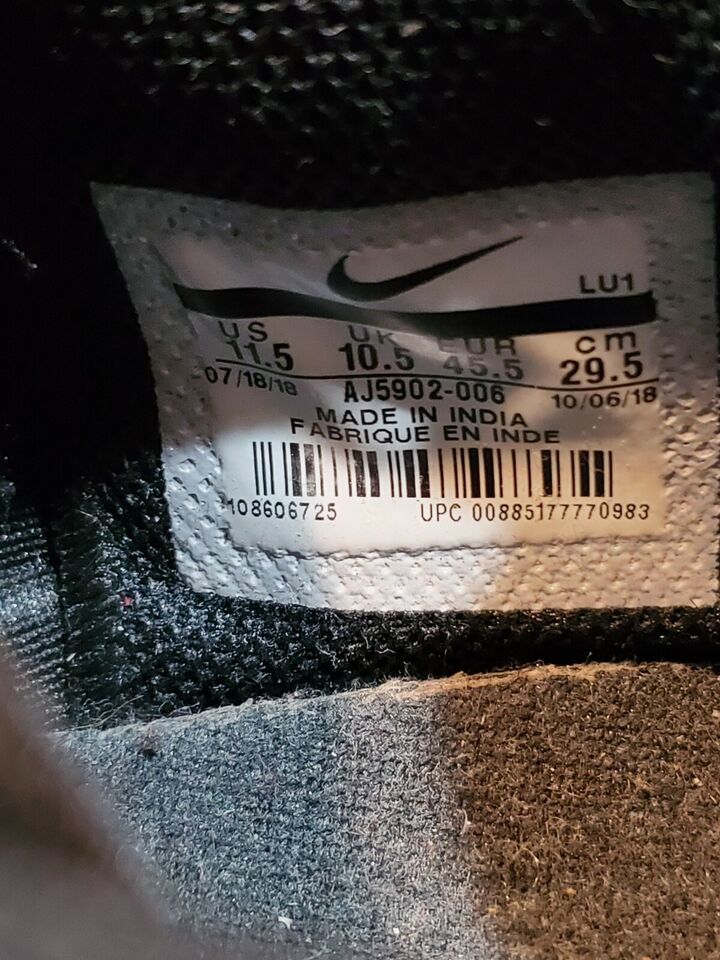 LU1
US UK EUR cm
11.5 10.5 45.5 29.5
07/18/18 AJ5902-006 10/06/18
MADE IN INDIA
FABRIQUE EN INDE
108606725 UPC 00885177770983